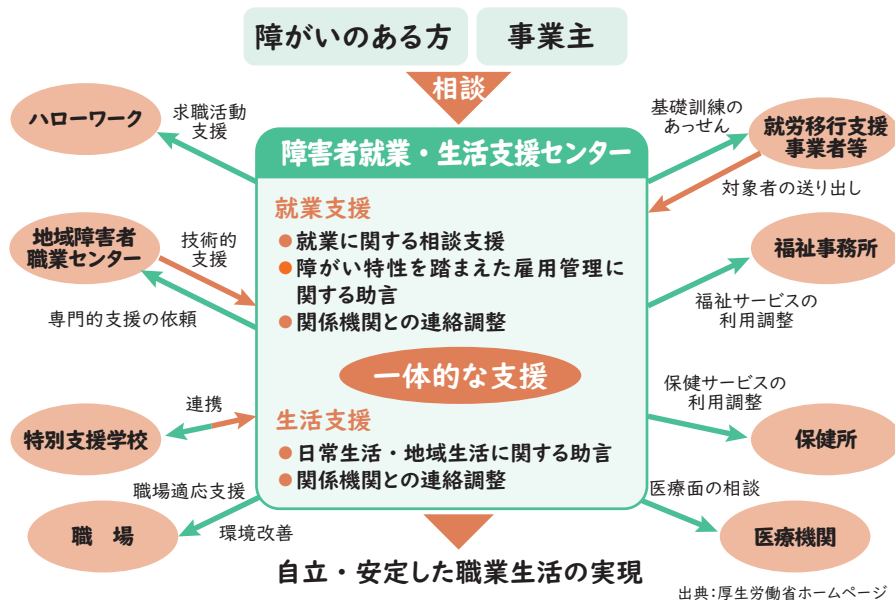 障がいのある方
事業主
相談
ハローワーク
求職活動
支援
基礎訓練の
あっせん
就労移行支援
事業者等
対象者の送り出し
障害者就業・生活支援センター
就業支援
●就業に関する相談支援
●障がい特性を踏まえた雇用管理に
関する助言
●関係機関との連絡調整
地域障害者
職業センター
技術的
支援
専門的支援の依頼
福祉事務所
福祉サービスの
利用調整
一体的な支援
生活支援
●日常生活・地域生活に関する助言
●関係機関との連絡調整
連携
特別支援学校
保健サービスの
利用調整
保健所
職場適応支援
職　場
環境改善
医療面の相談
医療機関
自立・安定した職業生活の実現
出典：厚生労働省ホームページ